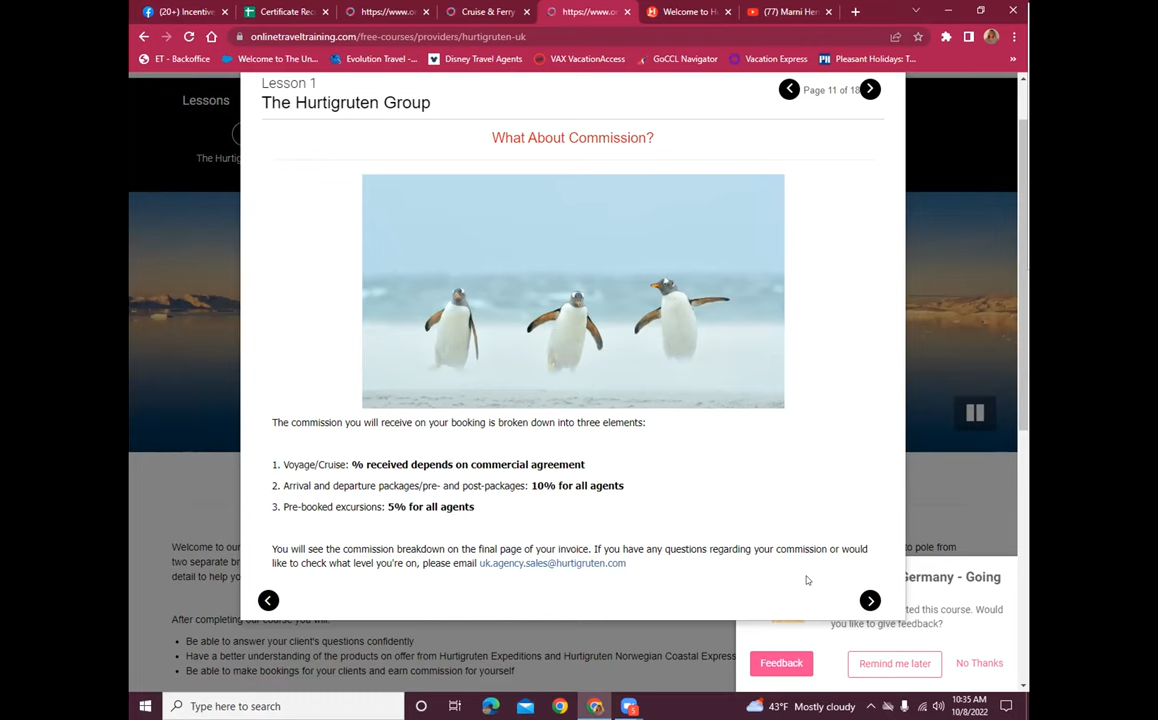 (20+) Incentive
Certificate Rec
https://www.or
Cruise & Ferry
https://www.or
Welcome to H
(77) Marni Her
onlinetraveltraining.com/free-courses/providers/hurtigruten-uk
ET - Backoffice
Welcome to The Un...
Evolution Travel -...
Disney Travel Agents
VAX VacationAccess
GoCCL Navigator
Vacation Express
Pleasant Holidays: T...
Lessons
The Hurtig
Lesson 1
The Hurtigruten Group
Page 11 of 18
What About Commission?
The commission you will receive on your booking is broken down into three elements:
1. Voyage/Cruise: % received depends on commercial agreement
2. Arrival and departure packages/pre- and post-packages: 10% for all agents
3. Pre-booked excursions: 5% for all agents
You will see the commission breakdown on the final page of your invoice. If you have any questions regarding your commission or would
like to check what level you're on, please email uk.agency.sales@hurtigruten.com
Welcome to ou
two separate b
detail to help yo
o pole from
After completing our course you will:
Be able to answer your client's questions confidently
Have a better understanding of the products on offer from Hurtigruten Expeditions and Hurtigruten Norwegian Coastal Express
Be able to make bookings for your clients and earn commission for yourself
Germany - Going
ted this course. Would
you like to give feedback?
Feedback
Remind me later
No Thanks
Type here to search
43°F Mostly cloudy
10:35 AM
10/8/2022